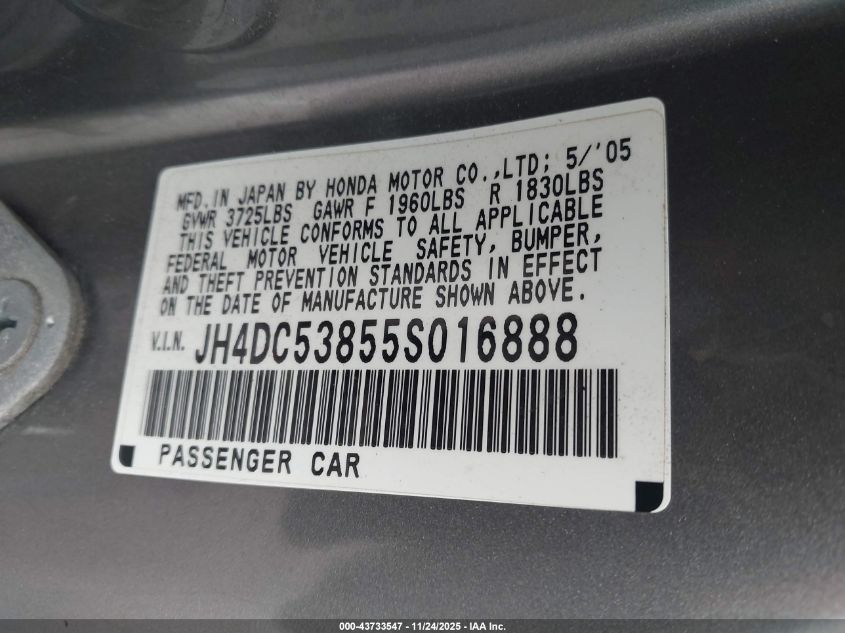 MFD. IN JAPAN BY HONDA MOTOR CO.,LTD; 5/'05
GVWR 3725LBS GAWR F 1960LBS R 1830LBS
THIS VEHICLE CONFORMS TO ALL APPLICABLE
FEDERAL MOTOR VEHICLE SAFETY, BUMPER,
AND THEFT PREVENTION STANDARDS IN EFFECT
ON THE DATE OF MANUFACTURE SHOWN ABOVE.
V.I.N. JH4DC53855S016888
PASSENGER CAR
000-43733547 - 11/24/2025 - IAA Inc.